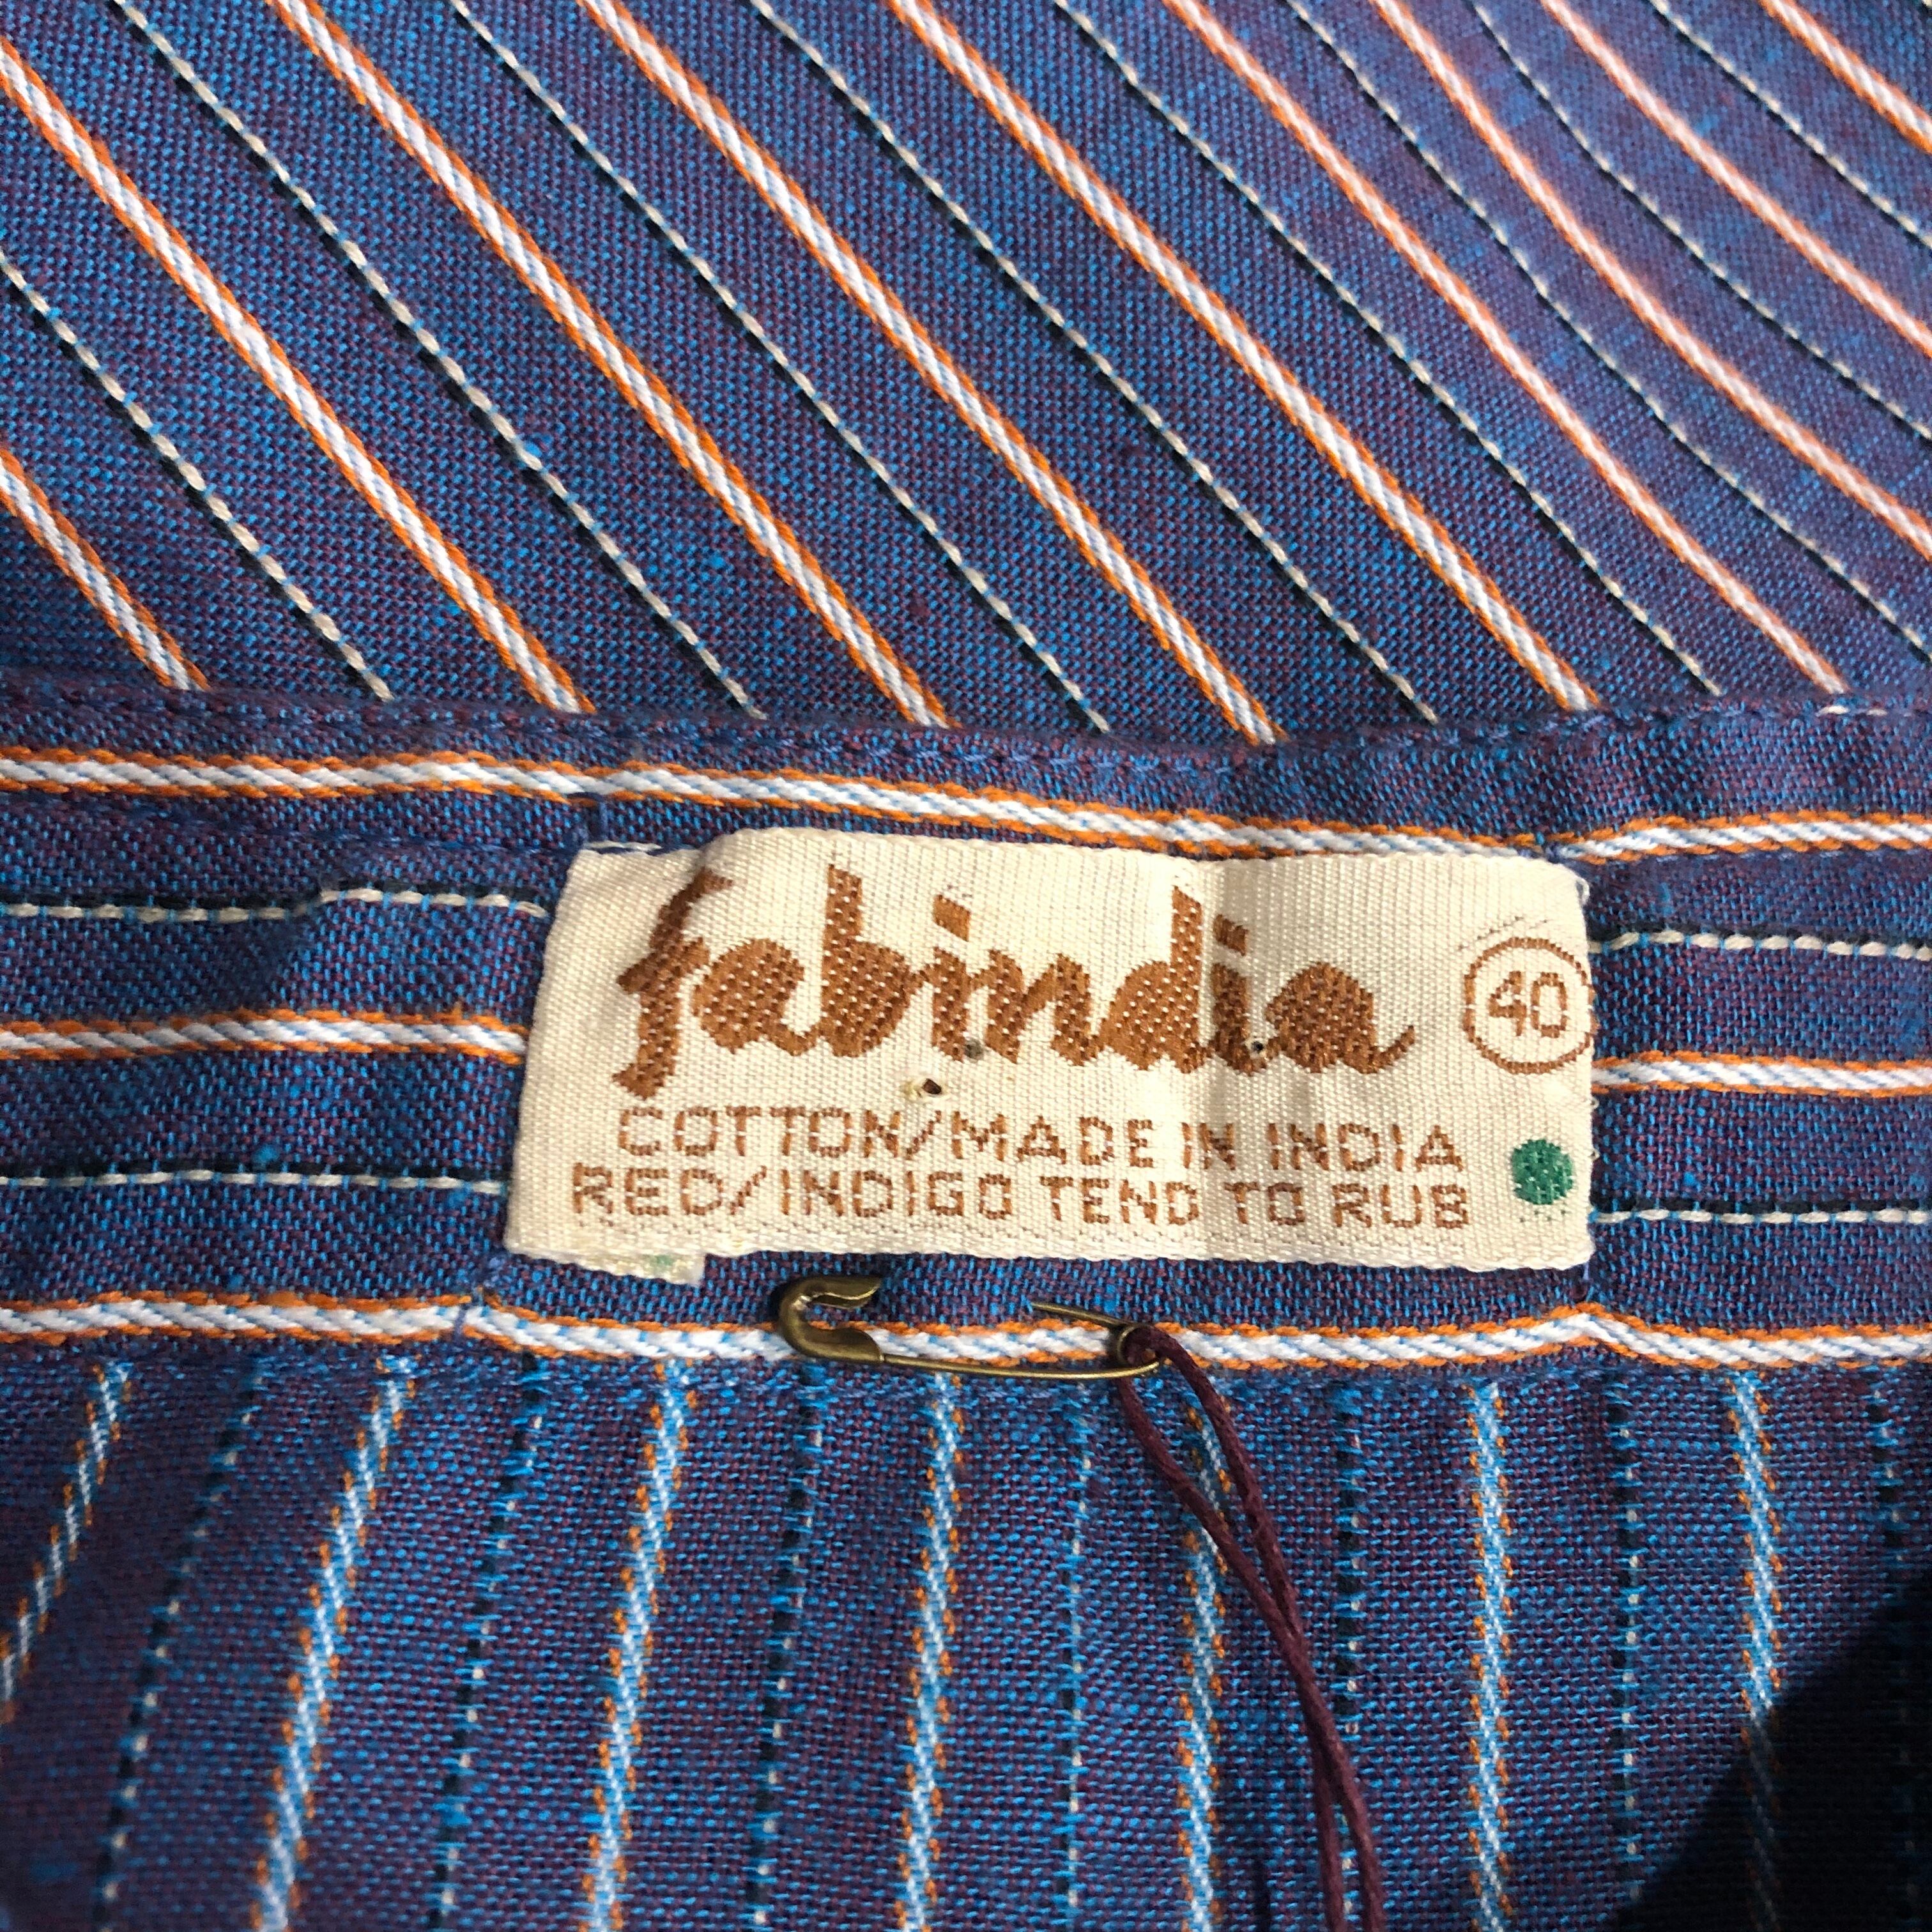 fabindia
40
COTTON/MADE IN INDIA
RED/INDIGO TEND TO RUB